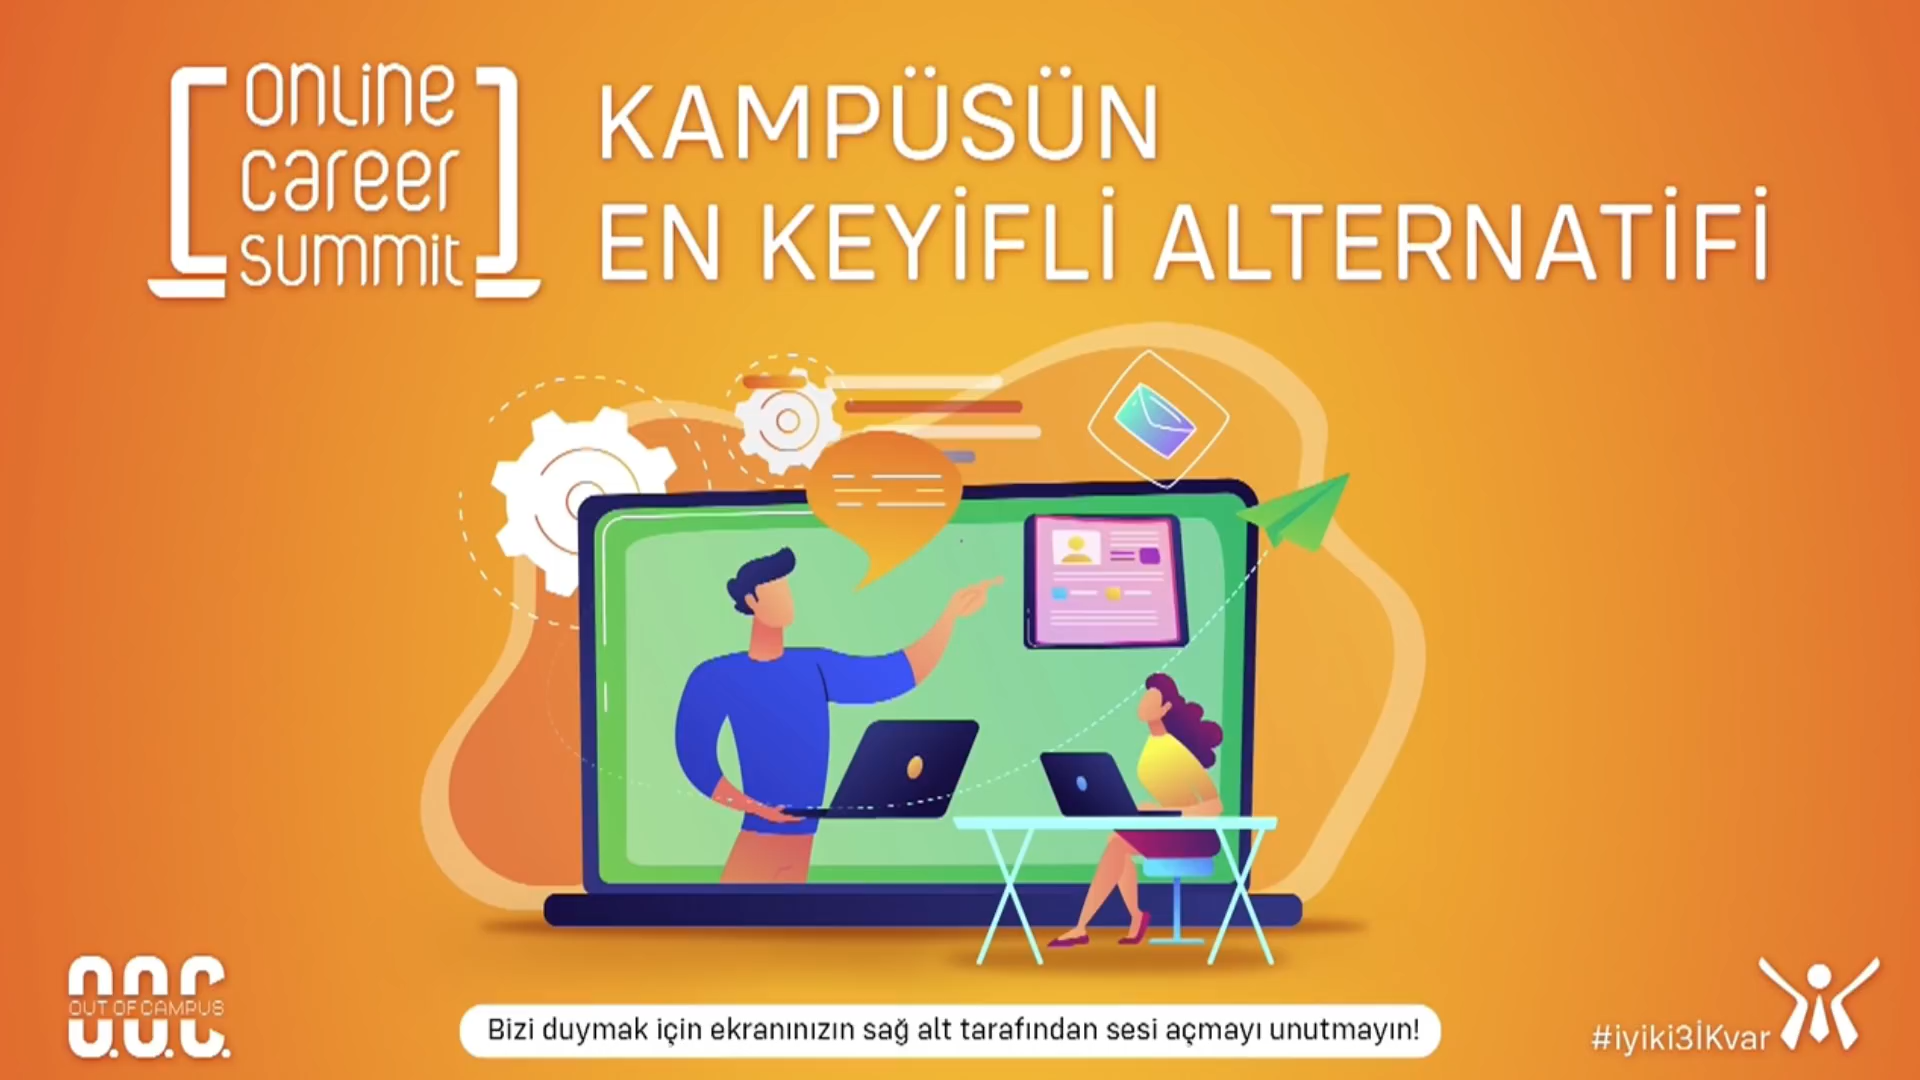 online
career
summit
KAMPÜSÜN
EN KEYİFLİ ALTERNATİFİ
O.O.C.
OUT OF CAMPUS
Bizi duymak için ekranınızın sağ alt tarafından sesi açmayı unutmayın!
#iyiki3İKvar